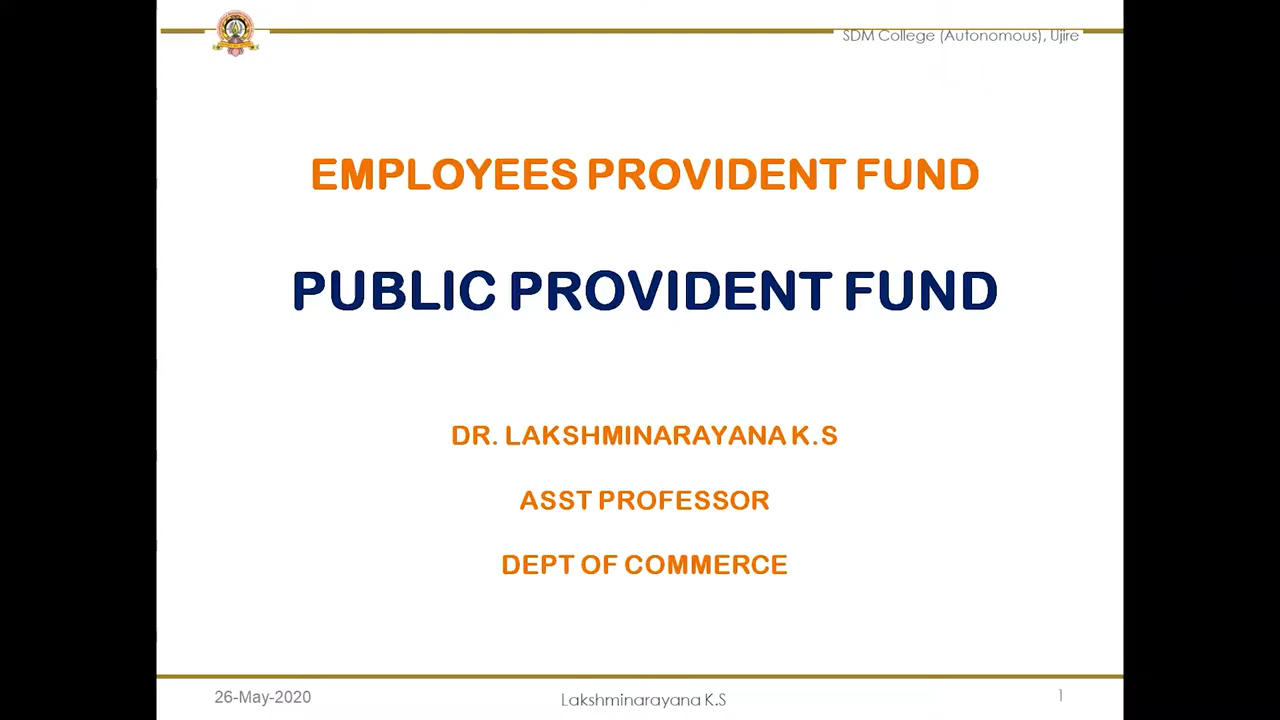 SDM College (Autonomous), Ujire
EMPLOYEES PROVIDENT FUND
PUBLIC PROVIDENT FUND
DR. LAKSHMINARAYANA K.S
ASST PROFESSOR
DEPT OF COMMERCE
26-May-2020
Lakshminarayana K.S
1